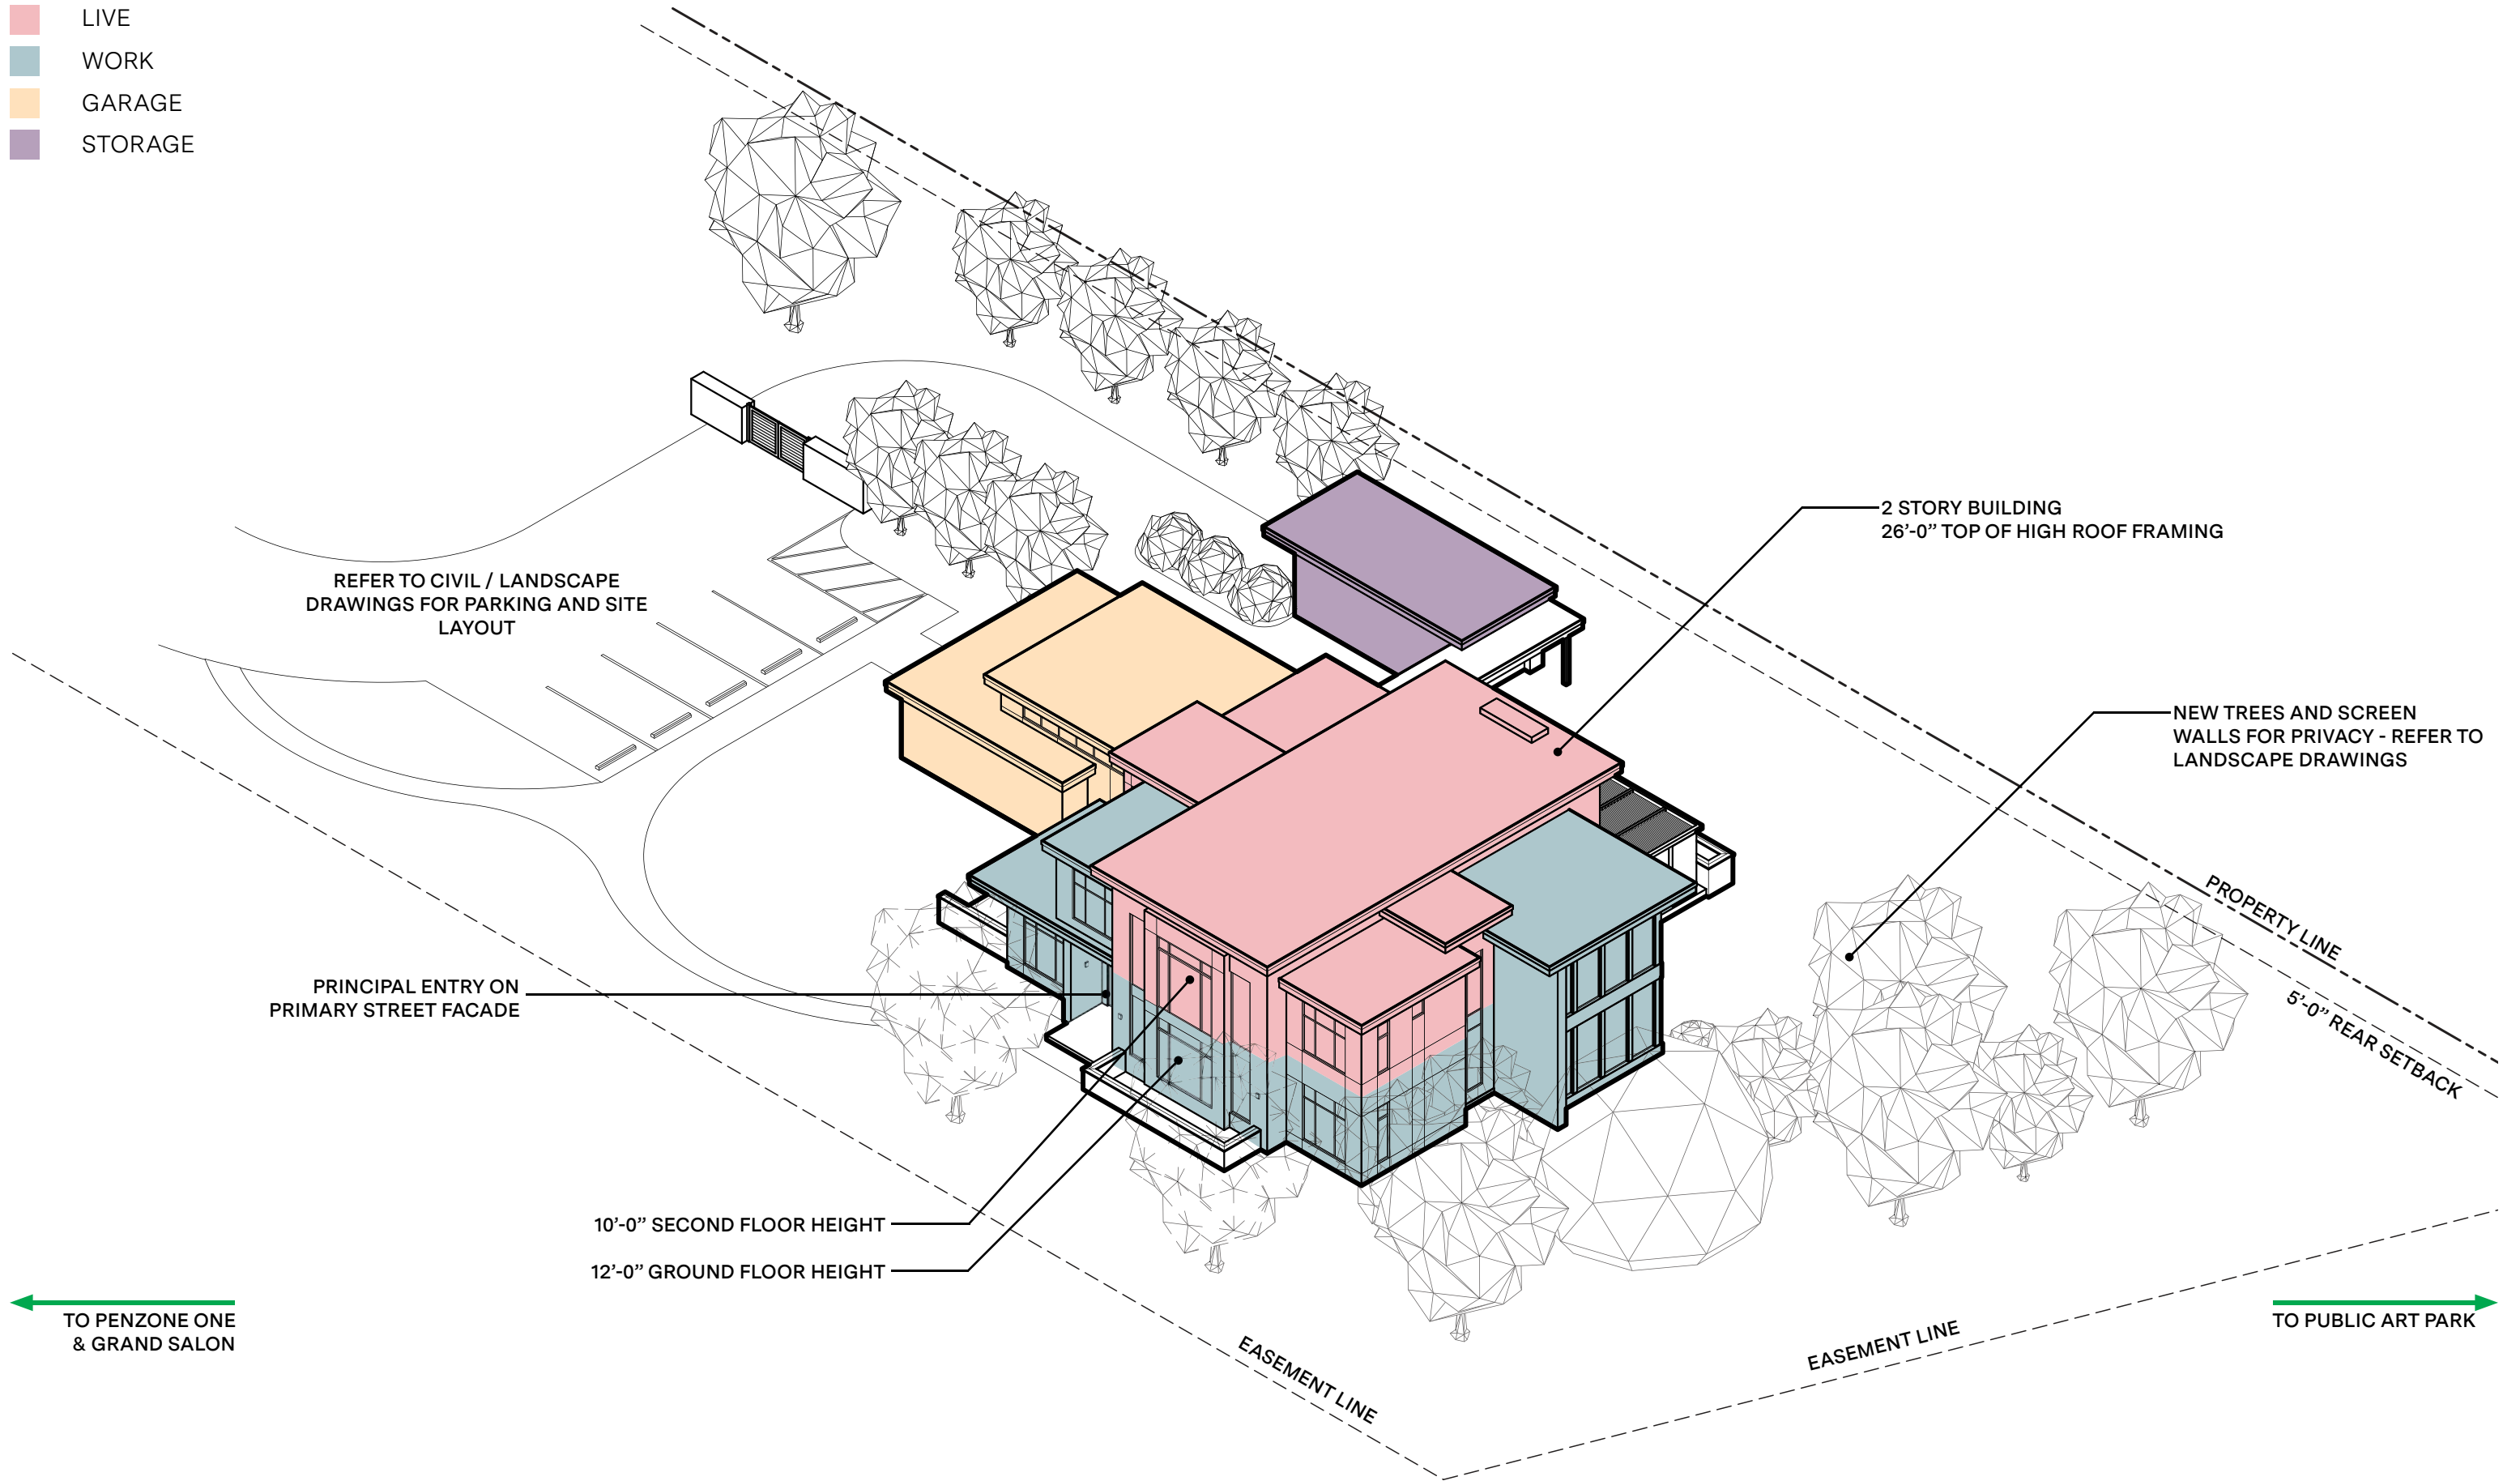 LIVE
WORK
GARAGE
STORAGE
2 STORY BUILDING
26’-0” TOP OF HIGH ROOF FRAMING
REFER TO CIVIL / LANDSCAPE
DRAWINGS FOR PARKING AND SITE
LAYOUT
NEW TREES AND SCREEN
WALLS FOR PRIVACY - REFER TO
LANDSCAPE DRAWINGS
PROPERTY LINE
5’-0” REAR SETBACK
PRINCIPAL ENTRY ON
PRIMARY STREET FACADE
10’-0” SECOND FLOOR HEIGHT
12’-0” GROUND FLOOR HEIGHT
TO PENZONE ONE
& GRAND SALON
EASEMENT LINE
EASEMENT LINE
TO PUBLIC ART PARK